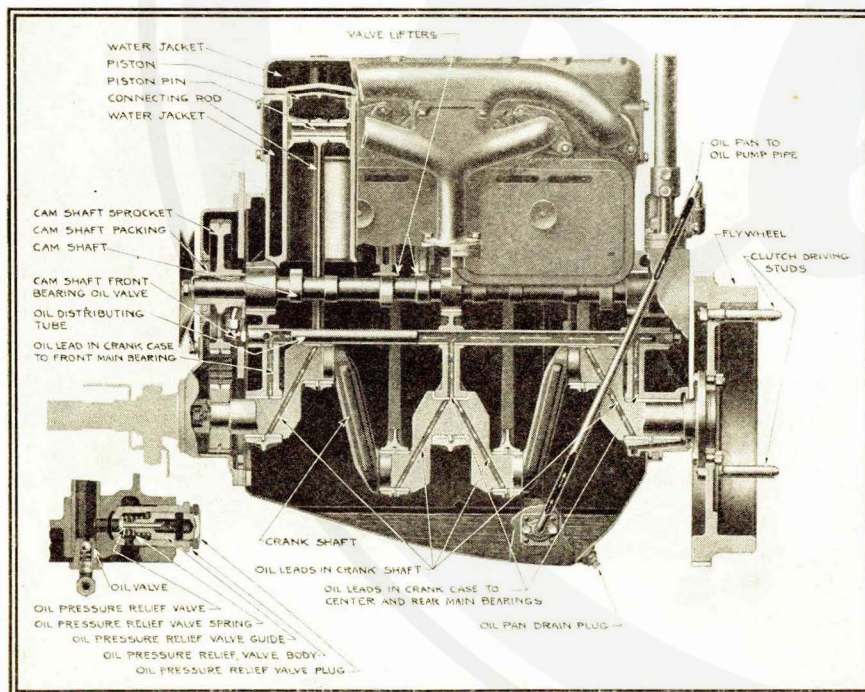 VALVE LIFTERS
WATER JACKET
PISTON
PISTON PIN
CONNECTING ROD
WATER JACKET
OIL PAN TO
OIL PUMP PIPE
CAM SHAFT SPROCKET
CAM SHAFT PACKING
CAM SHAFT
FLYWHEEL
CLUTCH DRIVING
STUDS
CAM SHAFT FRONT
BEARING OIL VALVE
OIL DISTRIBUTING
TUBE
OIL LEAD IN CRANK CASE
TO FRONT MAIN BEARING
CRANK SHAFT
OIL LEADS IN CRANK SHAFT
OIL LEADS IN CRANK CASE TO
CENTER AND REAR MAIN BEARINGS
OIL PAN DRAIN PLUG
OIL VALVE
OIL PRESSURE RELIEF VALVE
OIL PRESSURE RELIEF VALVE SPRING
OIL PRESSURE RELIEF VALVE GUIDE
OIL PRESSURE RELIEF VALVE BODY
OIL PRESSURE RELIEF VALVE PLUG